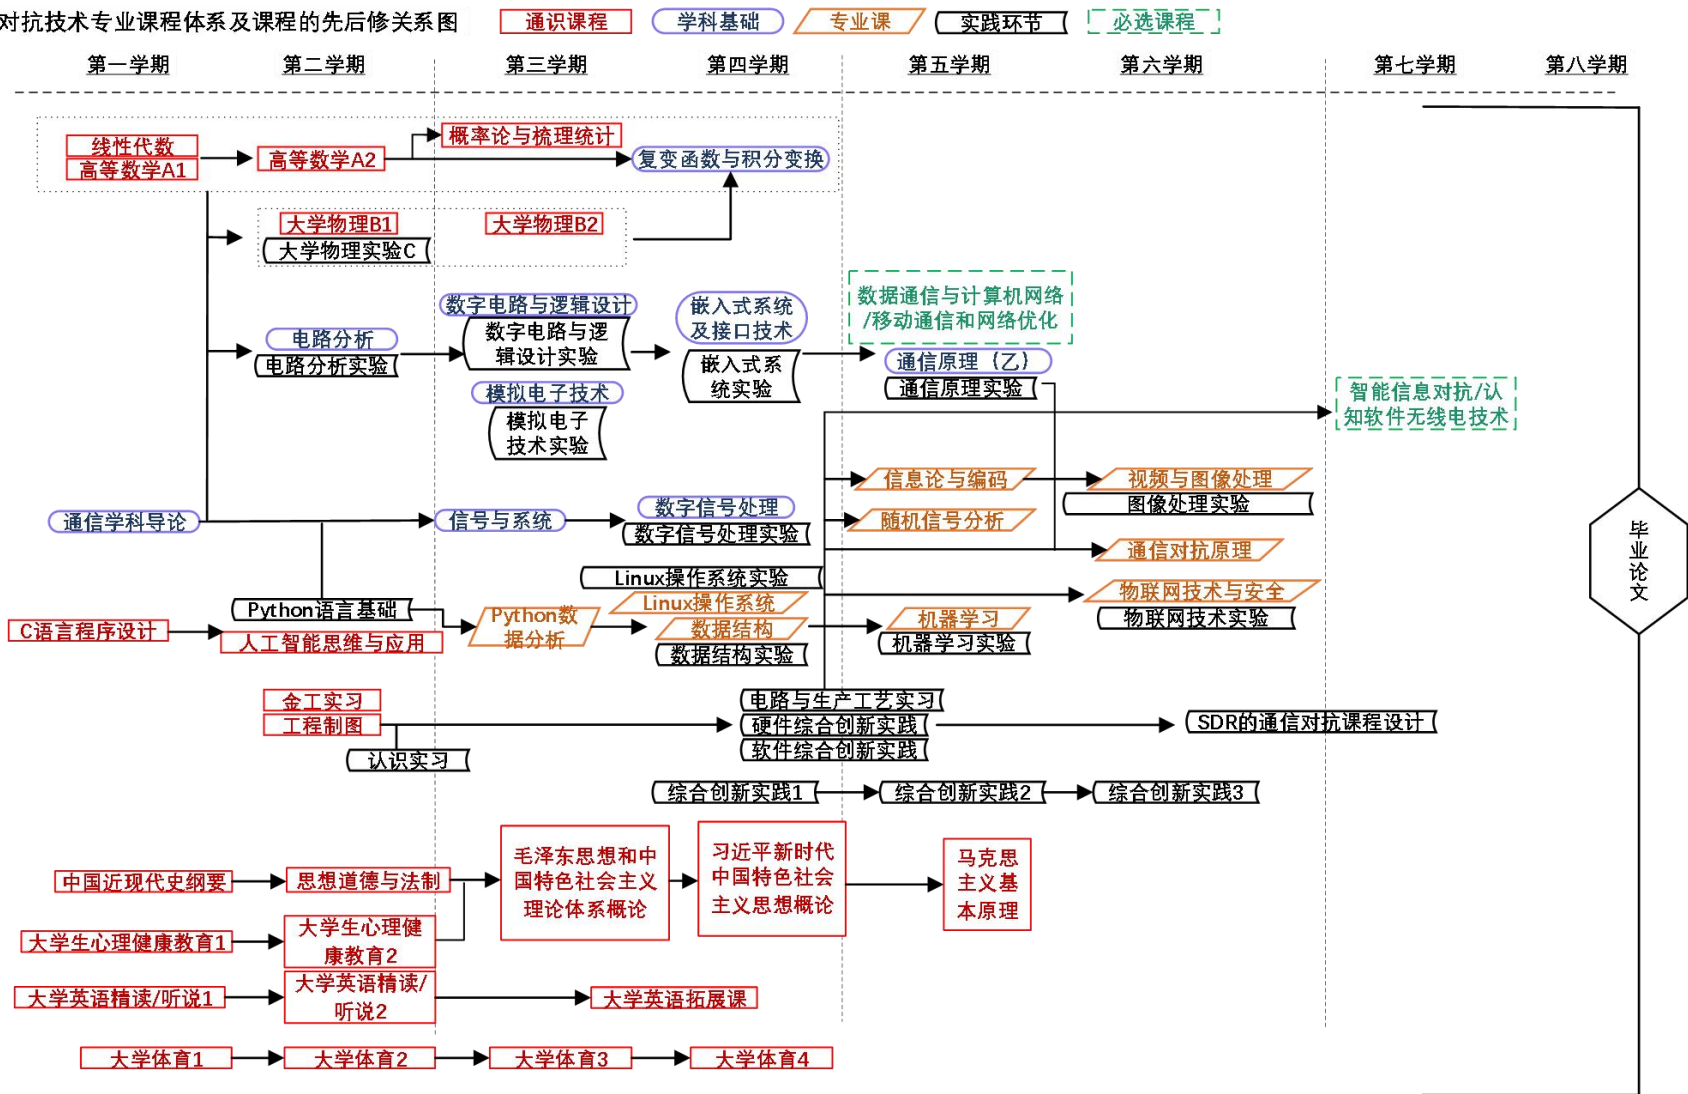 对抗技术专业课程体系及课程的先后修关系图
通识课程
学科基础
专业课
实践环节
必选课程
第一学期
第二学期
第三学期
第四学期
第五学期
第六学期
第七学期
第八学期
线性代数
高等数学A1
高等数学A2
概率论与梳理统计
复变函数与积分变换
大学物理B1
大学物理实验C
大学物理B2
电路分析
电路分析实验
数字电路与逻辑设计
数字电路与逻
辑设计实验
模拟电子技术
模拟电子
技术实验
嵌入式系统
及接口技术
嵌入式系
统实验
数据通信与计算机网络
/移动通信和网络优化
通信原理（乙）
通信原理实验
智能信息对抗/认
知软件无线电技术
信息论与编码
视频与图像处理
图像处理实验
通信学科导论
信号与系统
数字信号处理
数字信号处理实验
随机信号分析
通信对抗原理
Linux操作系统实验
Linux操作系统
物联网技术与安全
物联网技术实验
C语言程序设计
Python语言基础
人工智能思维与应用
Python数
据分析
数据结构
数据结构实验
机器学习
机器学习实验
金工实习
工程制图
认识实习
电路与生产工艺实习
硬件综合创新实践
软件综合创新实践
SDR的通信对抗课程设计
综合创新实践1
综合创新实践2
综合创新实践3
中国近现代史纲要
思想道德与法制
毛泽东思想和中
国特色社会主义
理论体系概论
习近平新时代
中国特色社会
主义思想概论
马克思
主义基
本原理
大学生心理健康教育1
大学生心理健
康教育2
大学英语精读/听说1
大学英语精读/
听说2
大学英语拓展课
大学体育1
大学体育2
大学体育3
大学体育4
毕
业
论
文